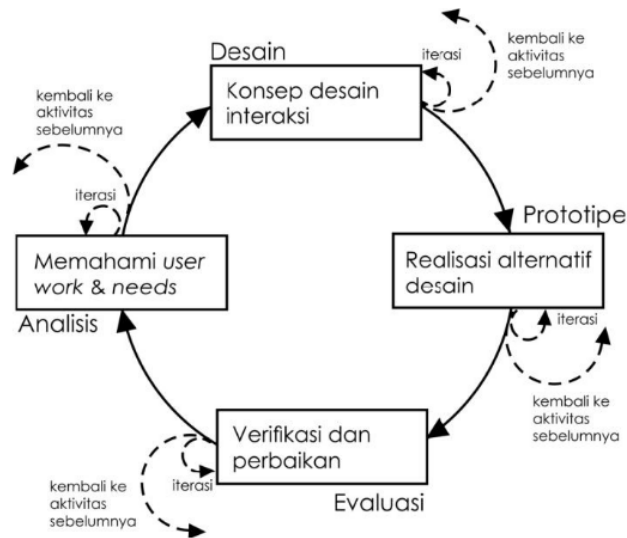 Desain
Konsep desain
interaksi
iterasi
kembali ke
aktivitas
sebelumnya
kembali ke
aktivitas
sebelumnya
iterasi
Memahami user
work & needs
Analisis
Prototipe
Realisasi alternatif
desain
iterasi
kembali ke
aktivitas
sebelumnya
Verifikasi dan
perbaikan
Evaluasi
iterasi
kembali ke
aktivitas
sebelumnya